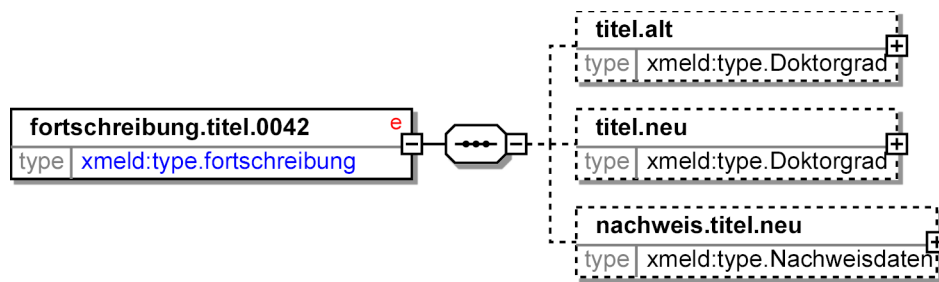 titel.alt
type xmeld:type.Doktorgrad
fortschreibung.titel.0042 e
type xmeld:type.fortschreibung
titel.neu
type xmeld:type.Doktorgrad
nachweis.titel.neu
type xmeld:type.Nachweisdaten